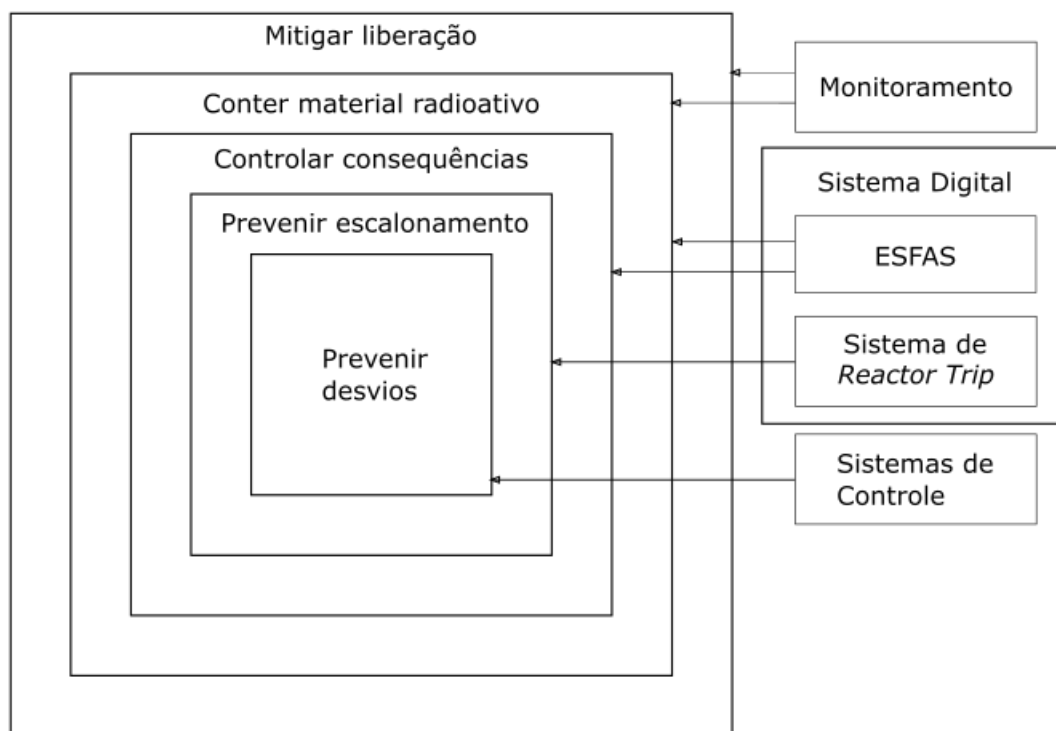 Mitigar liberação
Conter material radioativo
Controlar consequências
Prevenir escalonamento
Prevenir
desvios
Monitoramento
Sistema Digital
ESFAS
Sistema de
Reactor Trip
Sistemas de
Controle